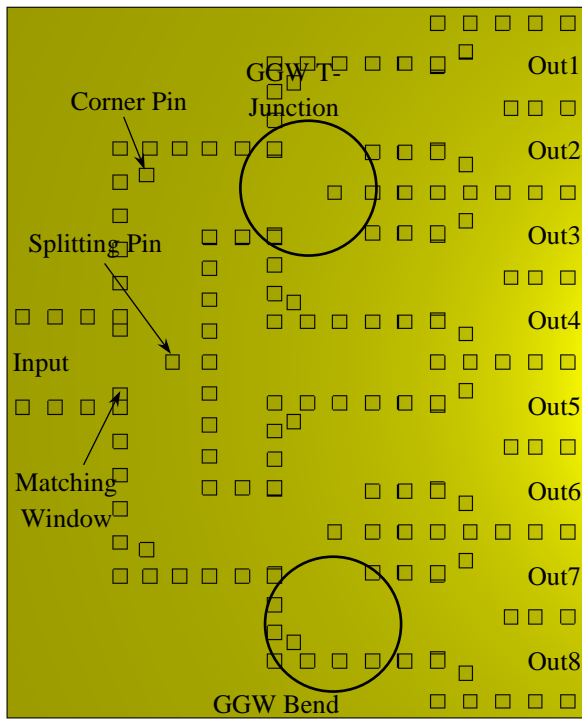 Out1
GGW T-
Junction
Corner Pin
Out2
Out3
Splitting Pin
Out4
Input
Out5
Matching
Window
Out6
Out7
Out8
GGW Bend